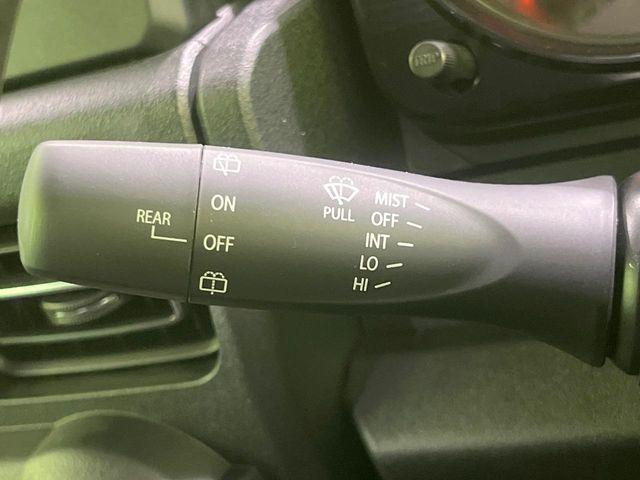 REAR
ON
OFF
PULL
MIST
OFF
INT
LO
HI